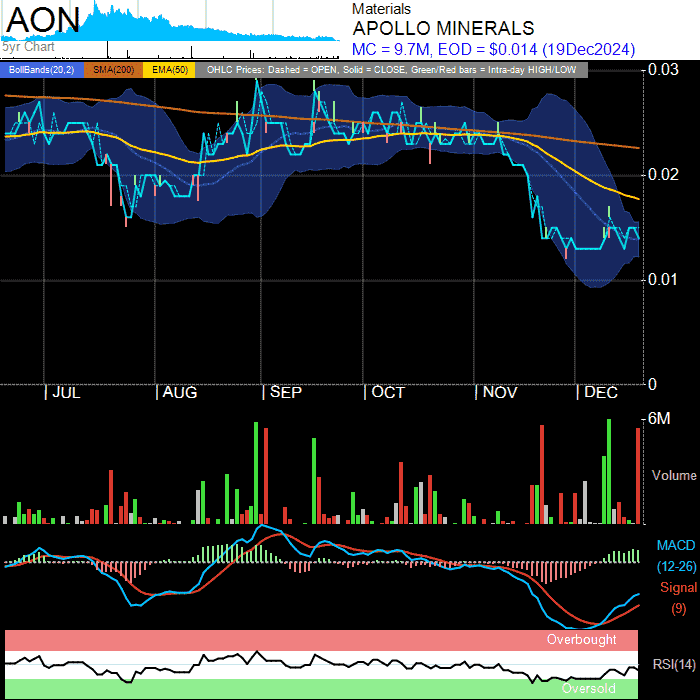 AON
5yr Chart
Materials
APOLLO MINERALS
MC = 9.7M, EOD = $0.014 (19Dec2024)
BollBands(20,2) SMA(200) EMA(50) OHLC Prices: Dashed = OPEN, Solid = CLOSE, Green/Red bars = Intra-day HIGH/LOW
0.03
0.02
0.01
0
| JUL | AUG | SEP | OCT | NOV | DEC
6M
Volume
MACD
(12-26)
Signal
(9)
Overbought
RSI(14)
Oversold